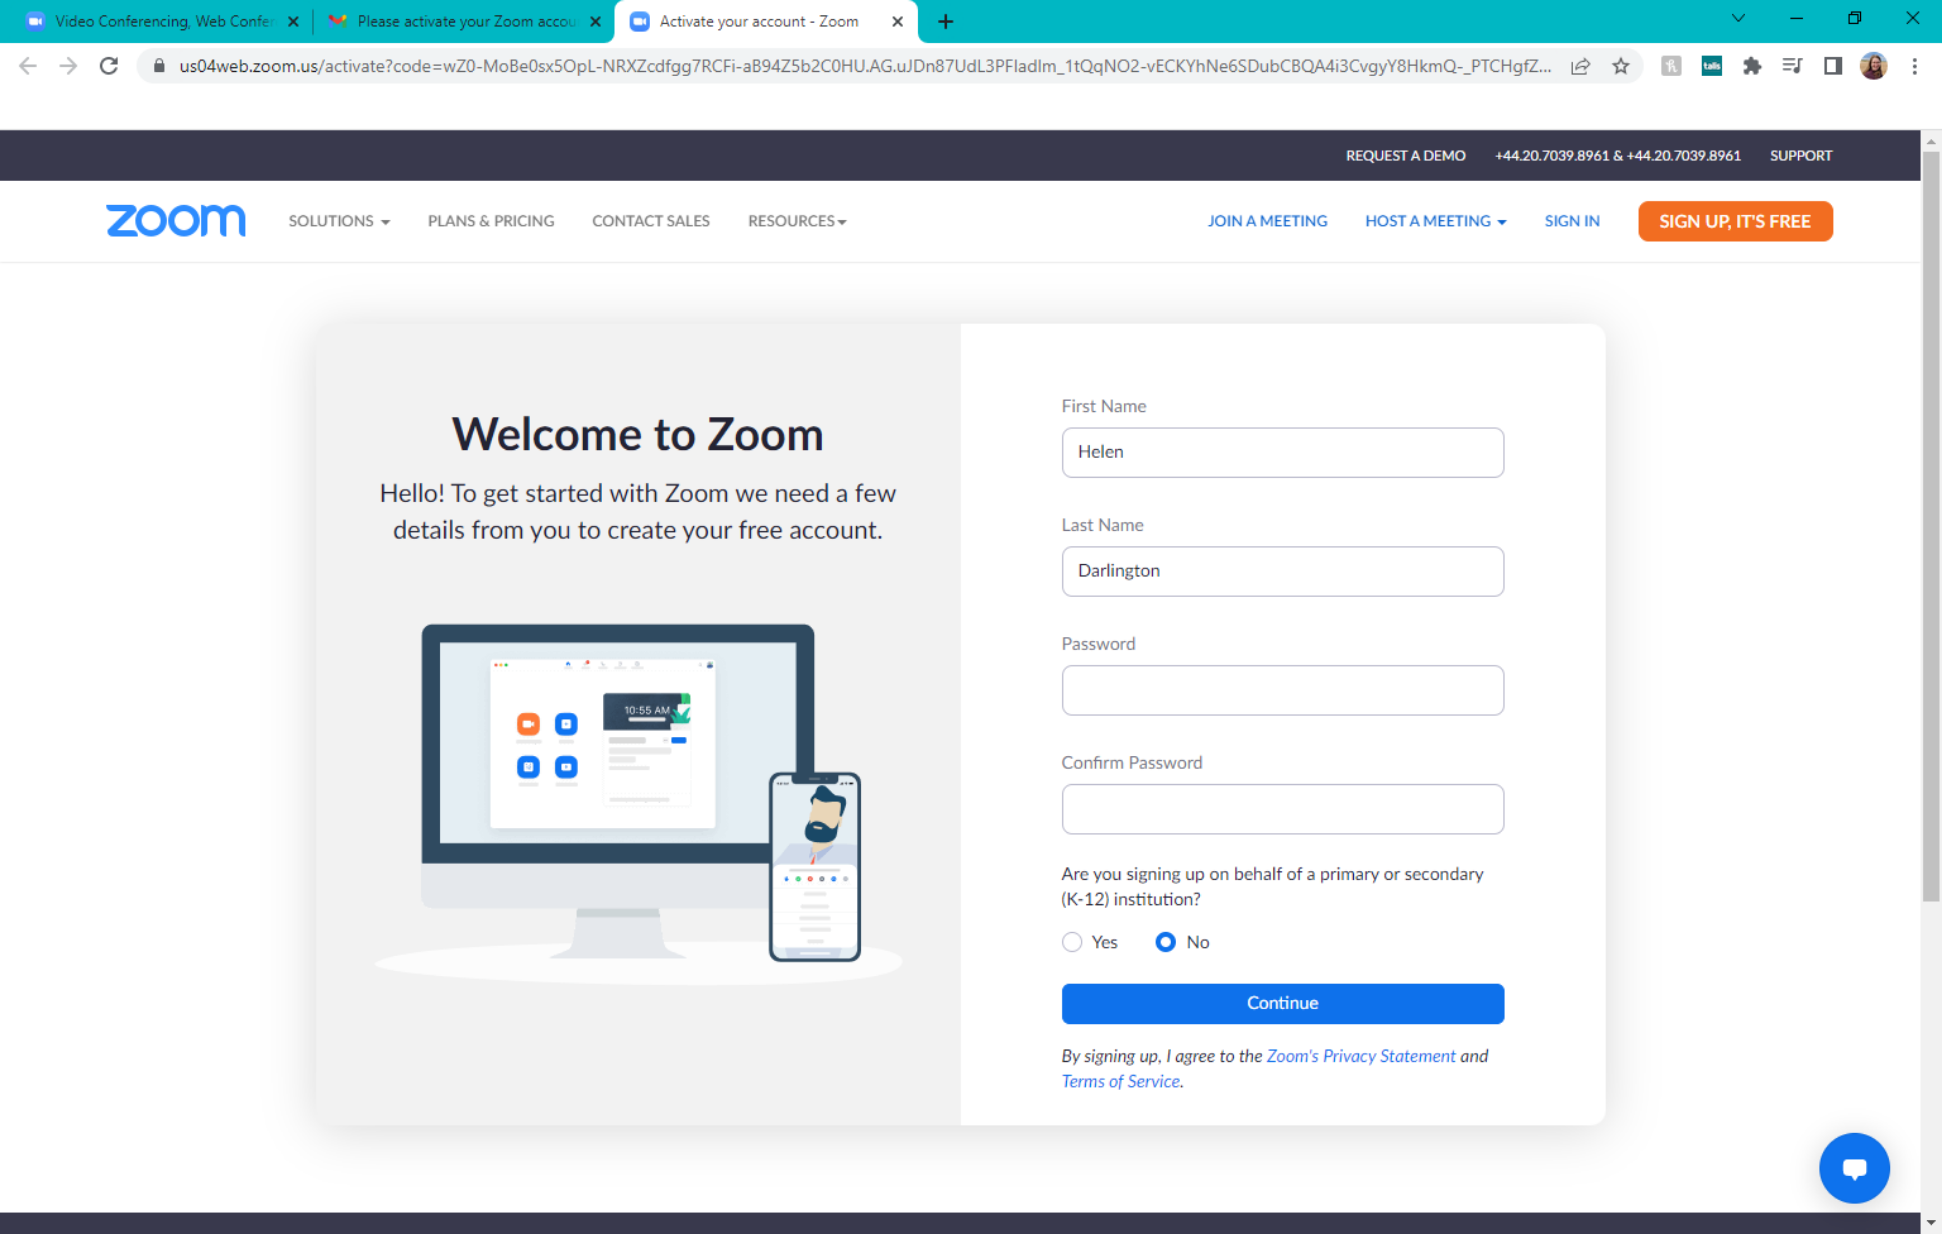 Video Conferencing, Web Confer
Please activate your Zoom accou
Activate your account - Zoom
us04web.zoom.us/activate?code=wZ0-MoBe0sx5OpL-NRXZcdfgg7RCFi-aB94Z5b2C0HU.AG.uJDn87UdL3PFIadIm_1tQqNO2-vECKYhNe6SDubCBQA4i3CvgyY8HkmQ-_PTCHgfZ...
talis
REQUEST A DEMO
+44.20.7039.8961 & +44.20.7039.8961
SUPPORT
zoom
SOLUTIONS
PLANS & PRICING
CONTACT SALES
RESOURCES
JOIN A MEETING
HOST A MEETING
SIGN IN
SIGN UP, IT'S FREE
Welcome to Zoom
Hello! To get started with Zoom we need a few
details from you to create your free account.
10:55 AM
First Name
Helen
Last Name
Darlington
Password
Confirm Password
Are you signing up on behalf of a primary or secondary
(K-12) institution?
Yes
No
Continue
By signing up, I agree to the Zoom's Privacy Statement and
Terms of Service.